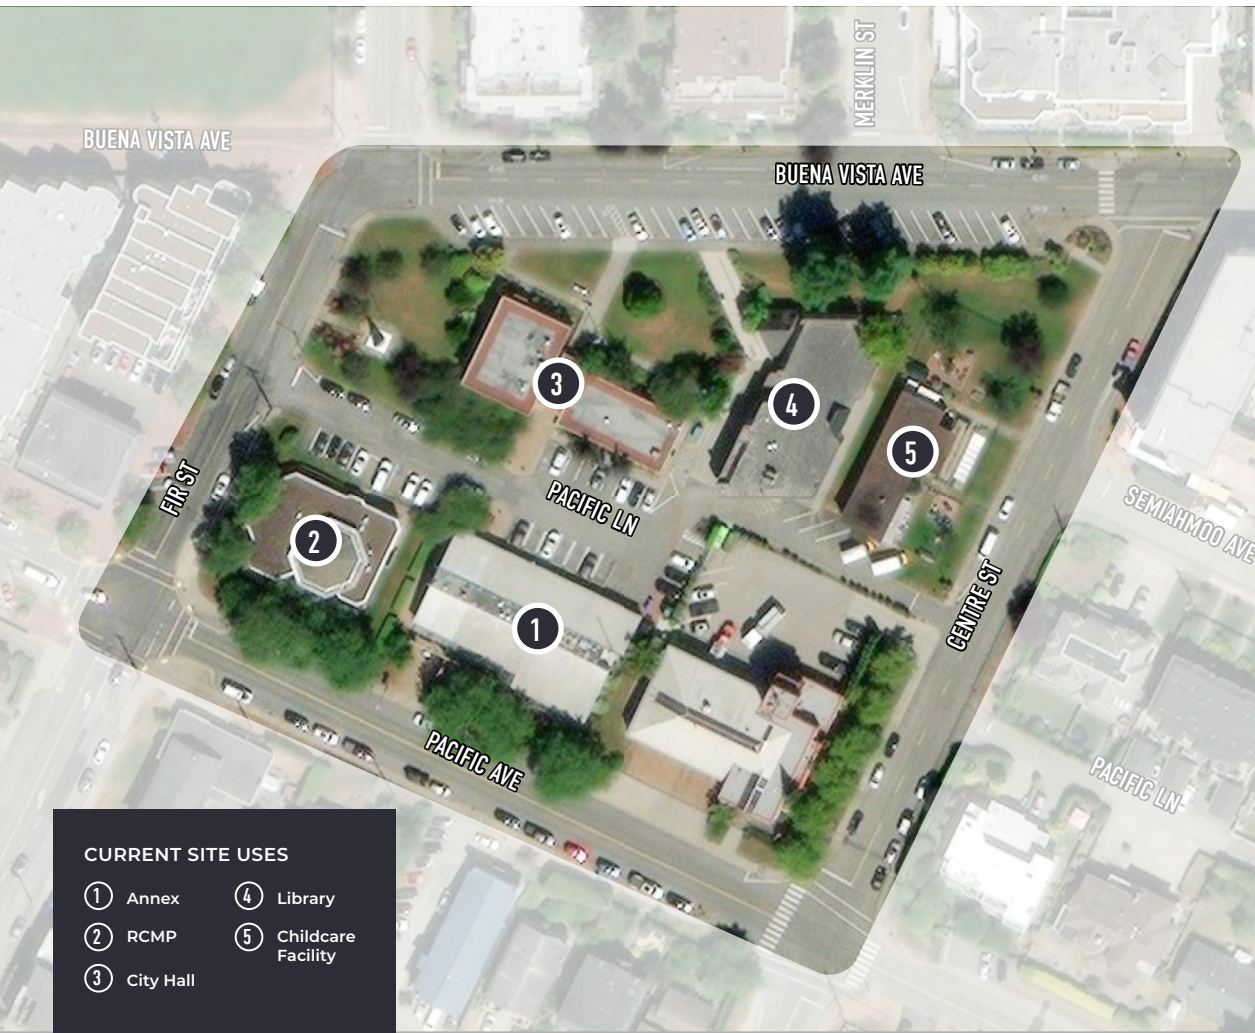 MERKLIN ST
BUENA VISTA AVE
BUENA VISTA AVE
3
4
5
FIR ST
PACIFIC LN
SEMIAHMOO AVE
2
1
CENTRE ST
PACIFIC AVE
PACIFIC LN
CURRENT SITE USES
1 Annex
2 RCMP
3 City Hall
4 Library
5 Childcare
Facility